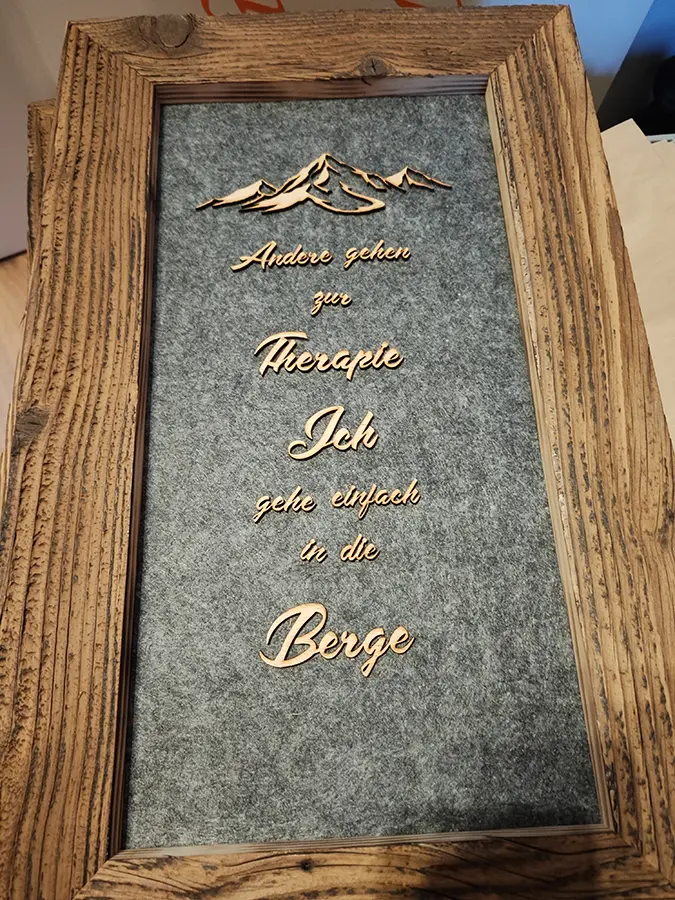 Andere gehen
zur
Therapie
Ich
gehe einfach
in die
Berge